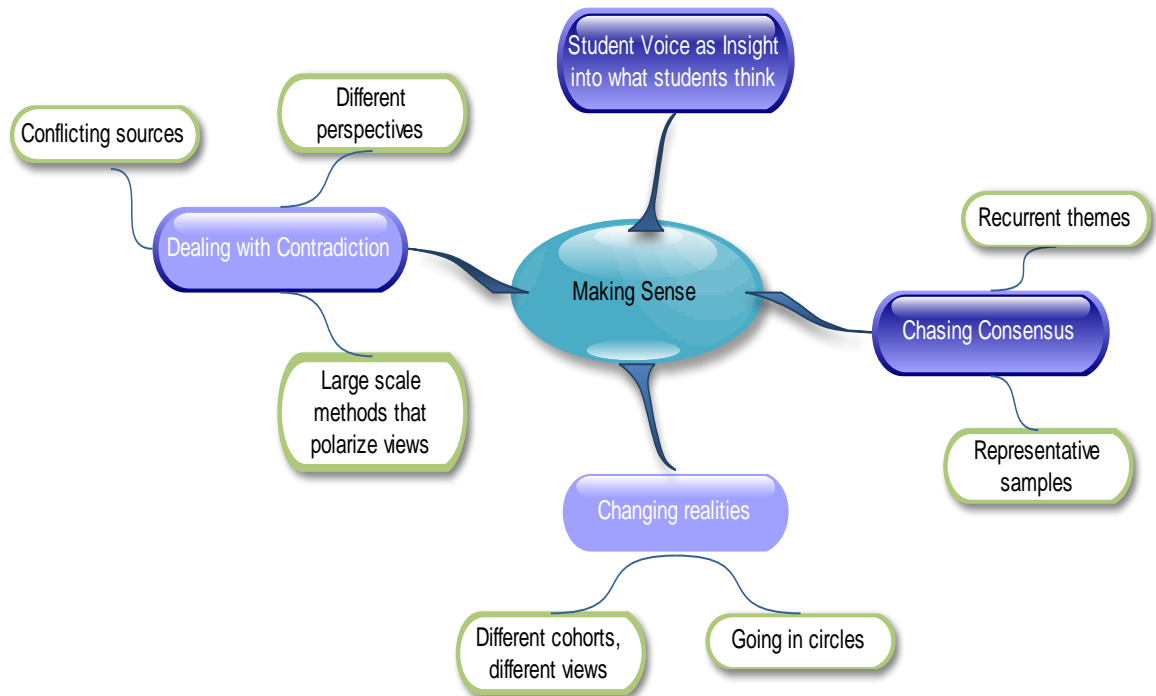 Student Voice as Insight
into what students think
Different
perspectives
Conflicting sources
Dealing with Contradiction
Large scale
methods that
polarize views
Making Sense
Recurrent themes
Chasing Consensus
Representative
samples
Changing realities
Different cohorts,
different views
Going in circles